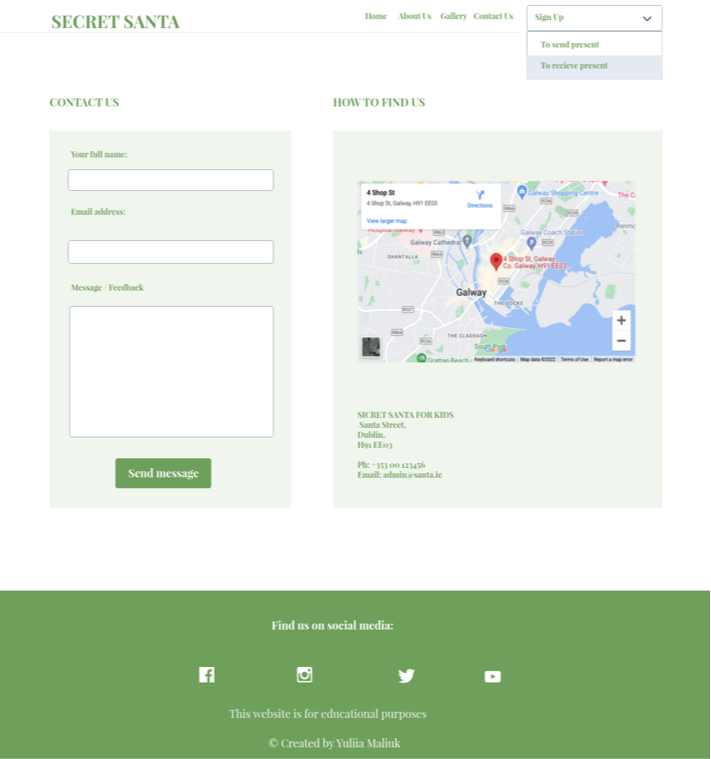 SECRET SANTA
Home About Us Gallery Contact Us
Sign Up
To send present
To recieve present
CONTACT US
Your full name:
Email address:
Message / Feedback
Send message
HOW TO FIND US
4 Shop St
4 Shop St, Galway, H91 EE03
Directions
View larger map
Galway Shopping Centre
The C
Hospital Galway
Galway Cathedral
Galway Coach Station
SHANTALLA
4 Shop St, Galway,
Co. Galway, H91 EE03
Galway
THE DOCKS
THE CLADDAGH
South Park
Grattan Beach
Keyboard shortcuts Map data ©2022 Terms of Use Report a map error
SICRET SANTA FOR KIDS
Santa Street,
Dublin,
H91 EE03
Ph: +353 00 123456
Email: admin@santa.ie
Find us on social media:
This website is for educational purposes
© Created by Yuliia Maliuk